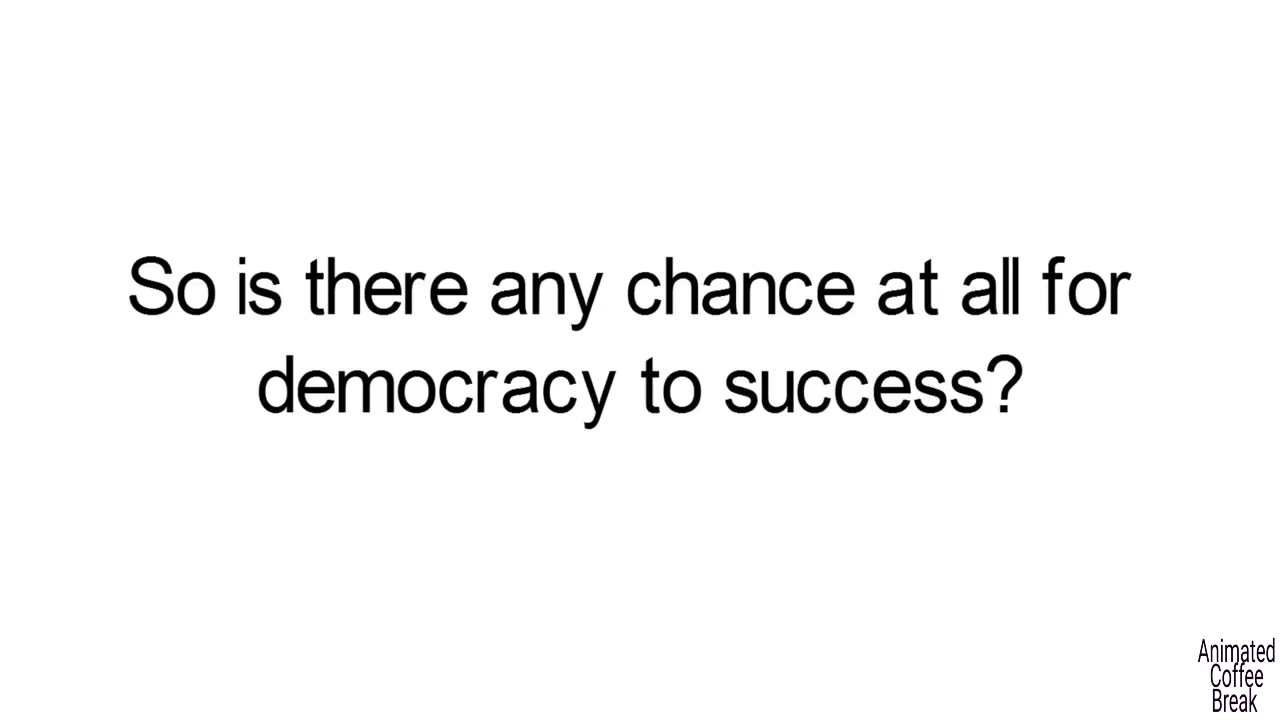 So is there any chance at all for
democracy to success?
Animated
Coffee
Break